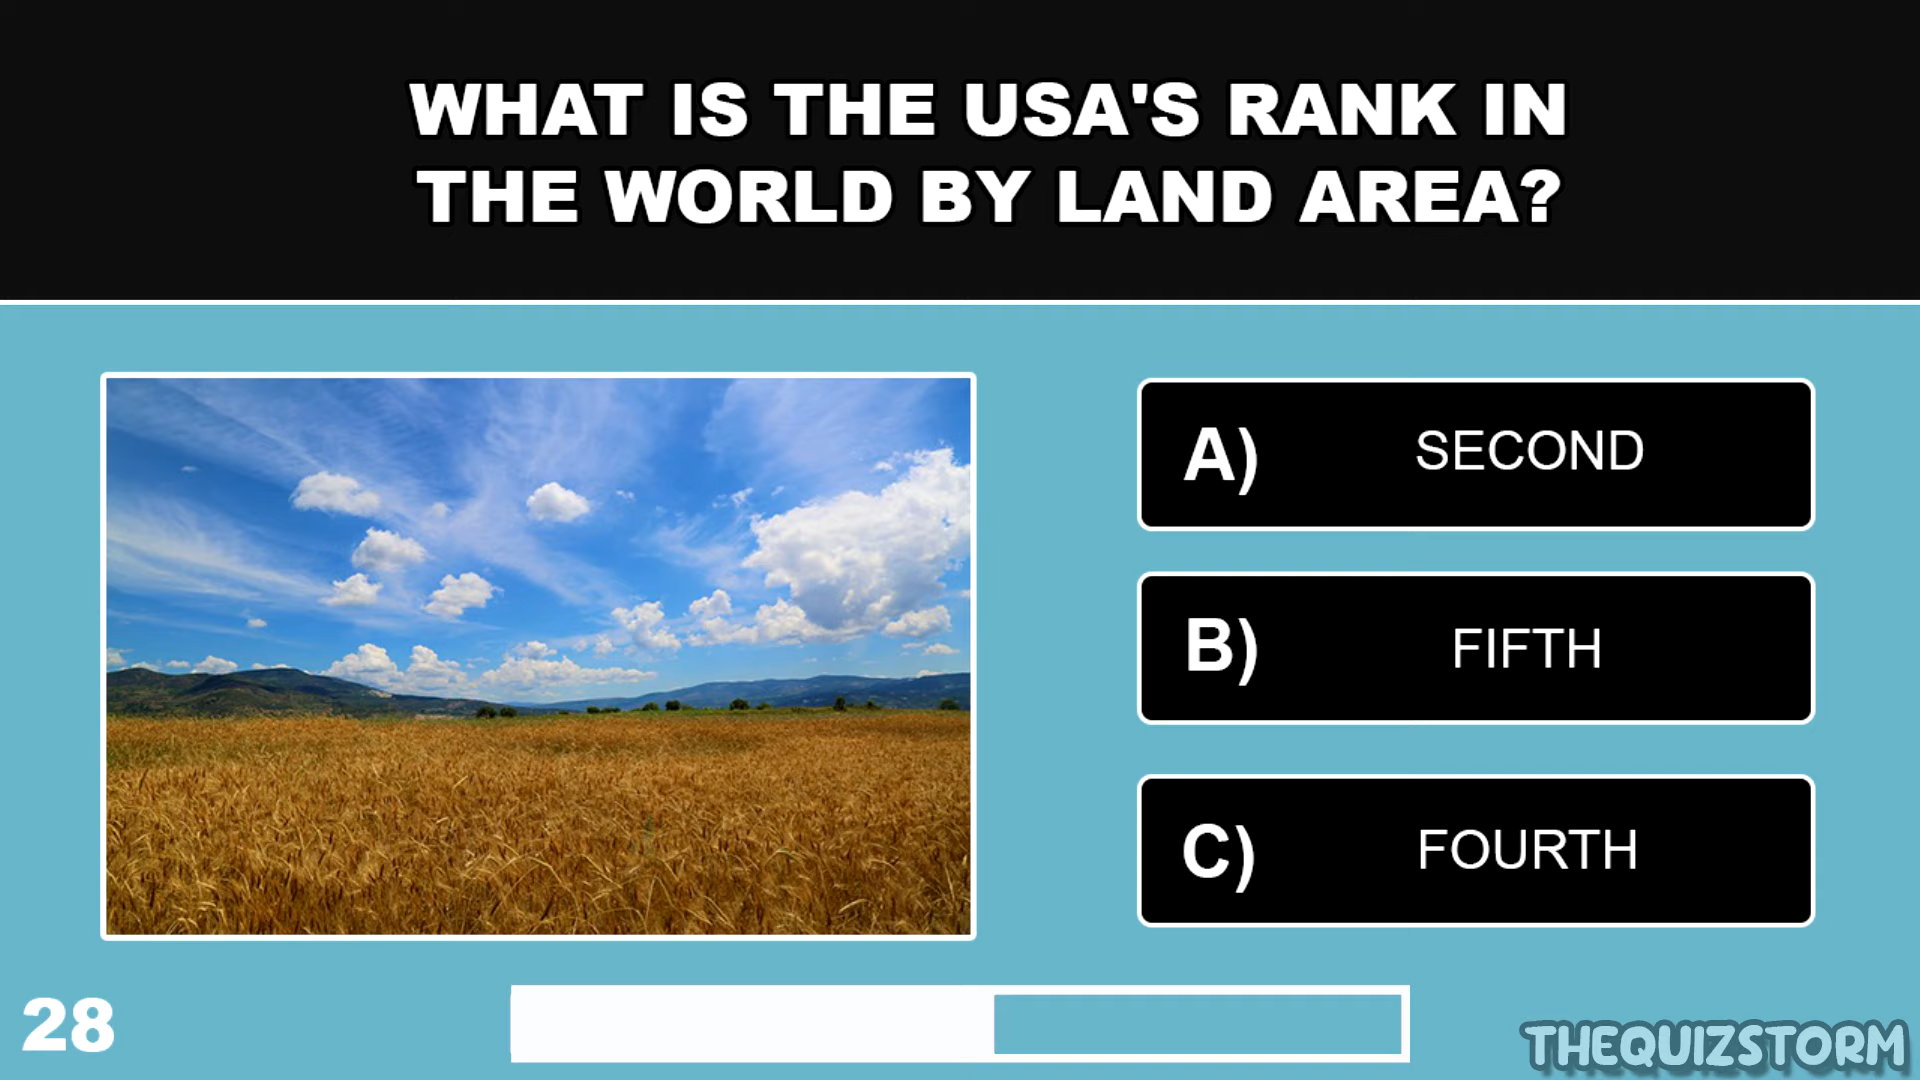 WHAT IS THE USA'S RANK IN
THE WORLD BY LAND AREA?
A) SECOND
B) FIFTH
C) FOURTH
28
THEQUIZSTORM